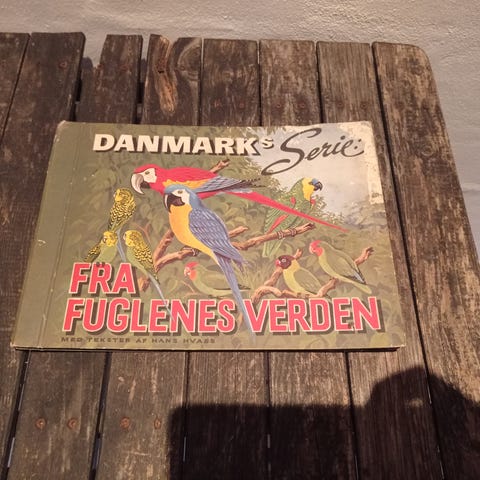 DANMARKs Serie:
FRA
FUGLENES VERDEN
MED TEKSTER AF HANS HVASS